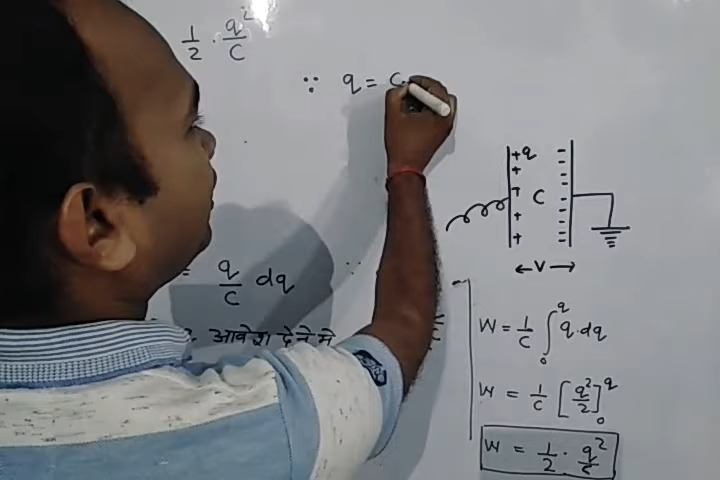 1/2 · q²/C
∵ q = C
= q/C dq
आवेश देने मे
+q
+
+
+
+
C
← V →
W = 1/C ∫₀^q q·dq
W = 1/C [q²/2]₀^q
W = 1/2 · q²/C